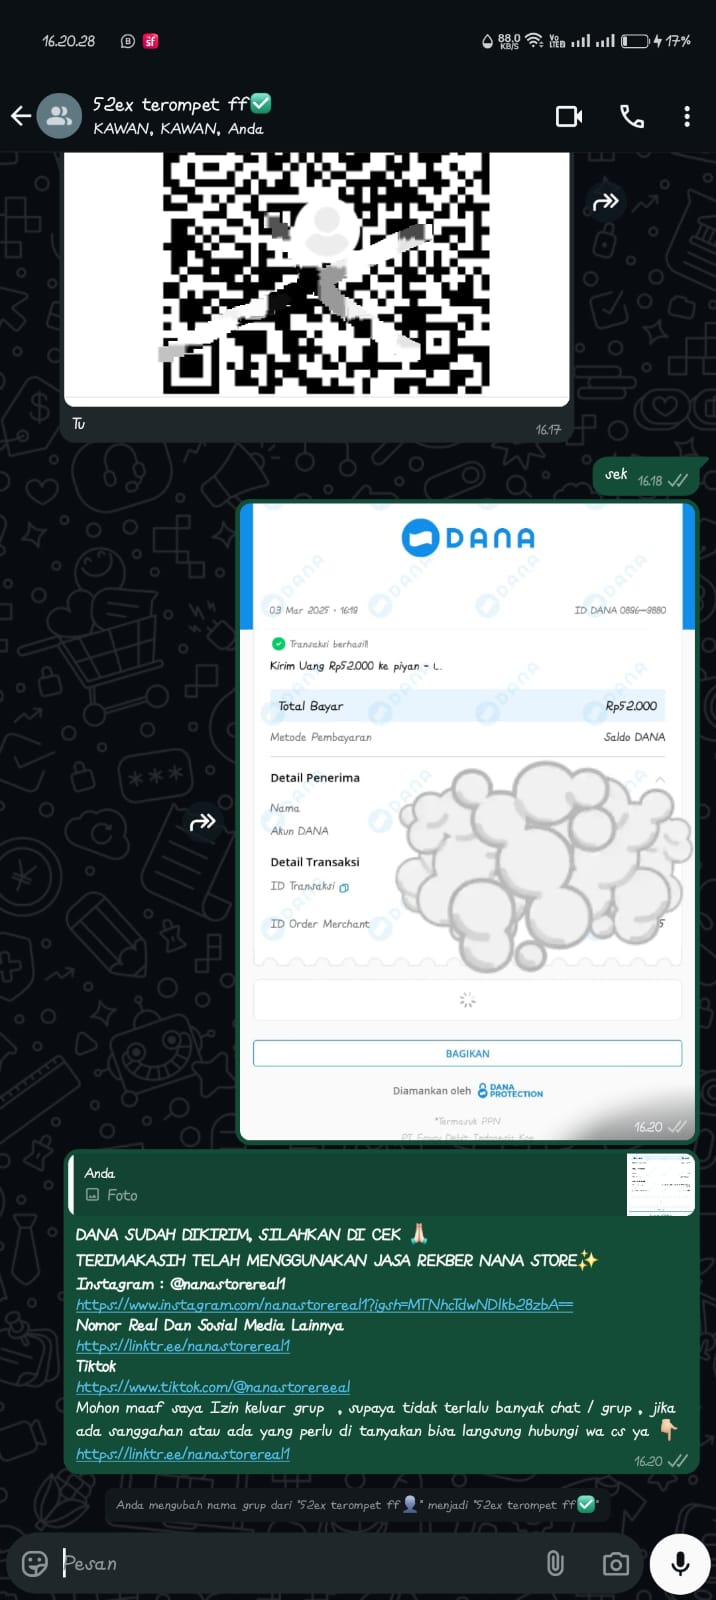 16.20.28
88.0 KB/S
Vo LTE
17%
52ex terompet ff✅
KAWAN, KAWAN, Anda
Tu
16.17
sek 16.18
DANA
03 Mar 2025 • 16:19 ID DANA 0896••••9880
Transaksi berhasil!
Kirim Uang Rp52.000 ke piyan - L..
Total Bayar Rp52.000
Metode Pembayaran Saldo DANA
Detail Penerima
Nama
Akun DANA
Detail Transaksi
ID Transaksi
ID Order Merchant
BAGIKAN
Diamankan oleh DANA PROTECTION
*Termasuk PPN
16.20
Anda
Foto
DANA SUDAH DIKIRIM, SILAHKAN DI CEK 🙏🏻
TERIMAKASIH TELAH MENGGUNAKAN JASA REKBER NANA STORE✨
Instagram : @nanastorereal1
https://www.instagram.com/nanastorereal1?igsh=MTNhcTdwNDlkb28zbA==
Nomor Real Dan Sosial Media Lainnya
https://linktr.ee/nanastorereal1
Tiktok
https://www.tiktok.com/@nanastorereeal
Mohon maaf saya Izin keluar grup , supaya tidak terlalu banyak chat / grup , jika
ada sanggahan atau ada yang perlu di tanyakan bisa langsung hubungi wa cs ya 👇🏻
https://linktr.ee/nanastorereal1
16.20
Anda mengubah nama grup dari "52ex terompet ff👤" menjadi "52ex terompet ff✅"
Pesan